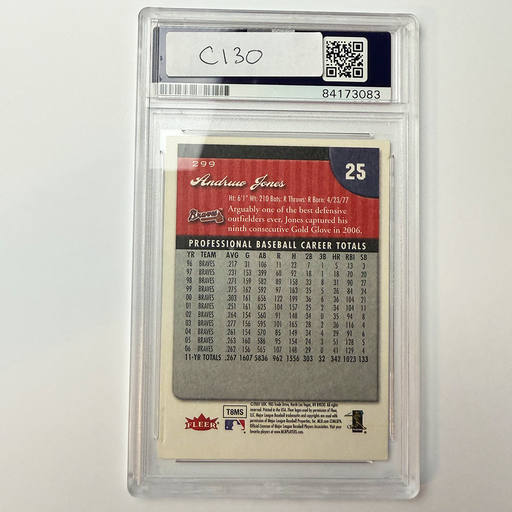 C130
84173083
299
25
Andruw Jones
Ht: 6'1" Wt: 210 Bats: R Throws: R Born: 4/23/77
Braves
Arguably one of the best defensive
outfielders ever, Jones captured his
ninth consecutive Gold Glove in 2006.
PROFESSIONAL BASEBALL CAREER TOTALS
YR TEAM AVG G AB R H 2B 3B HR RBI SB
96 BRAVES .217 31 106 11 23 7 1 5 13 3
97 BRAVES .231 153 399 60 92 18 1 18 70 20
98 BRAVES .271 159 582 89 158 33 8 31 90 27
99 BRAVES .275 162 592 97 163 35 5 26 84 24
00 BRAVES .303 161 656 122 199 36 6 36 104 21
01 BRAVES .251 161 625 104 157 25 2 34 104 11
02 BRAVES .264 154 560 91 148 34 0 35 94 8
03 BRAVES .277 156 595 101 165 28 2 36 116 4
04 BRAVES .261 154 570 85 149 34 4 29 91 6
05 BRAVES .263 160 586 95 154 24 3 51 128 5
06 BRAVES .262 156 565 107 148 29 0 41 129 4
11-YR TOTALS .267 1607 5836 962 1556 303 32 342 1023 133
FLEER
T8MS